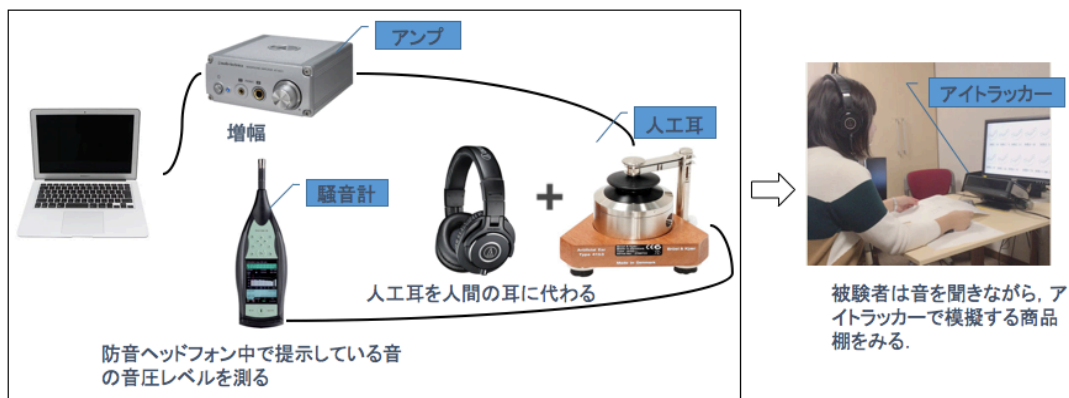 アンプ
増幅
騒音計
人工耳
人工耳を人間の耳に代わる
防音ヘッドフォン中で提示している音
の音圧レベルを測る
アイトラッカー
被験者は音を聞きながら, ア
イトラッカーで模擬する商品
棚をみる.